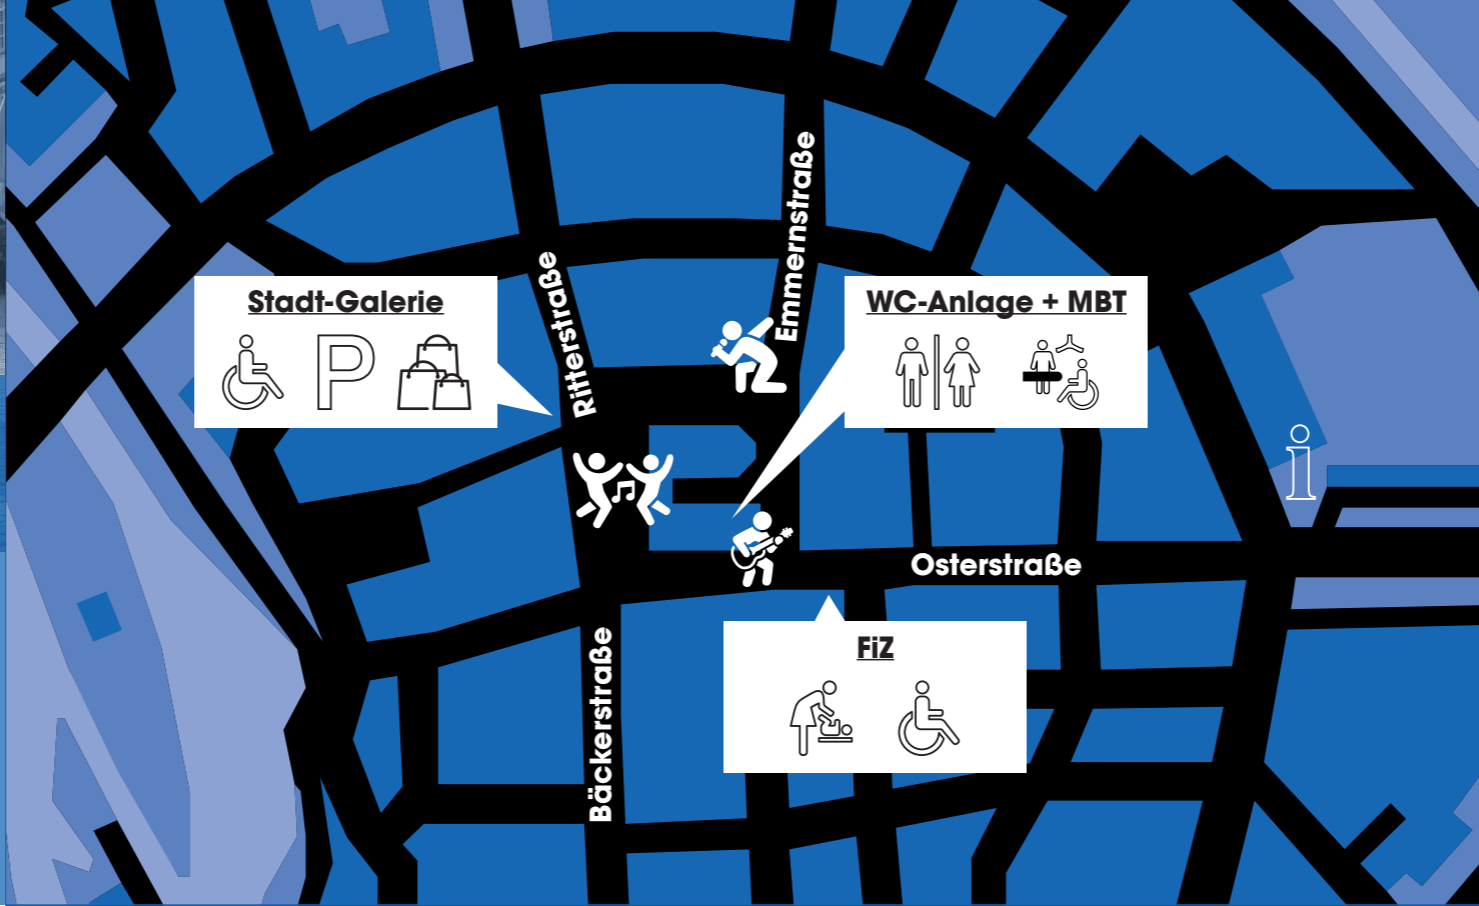 Emmernstraße
Ritterstraße
Stadt-Galerie
P
WC-Anlage + MBT
i
Osterstraße
FiZ
Bäckerstraße